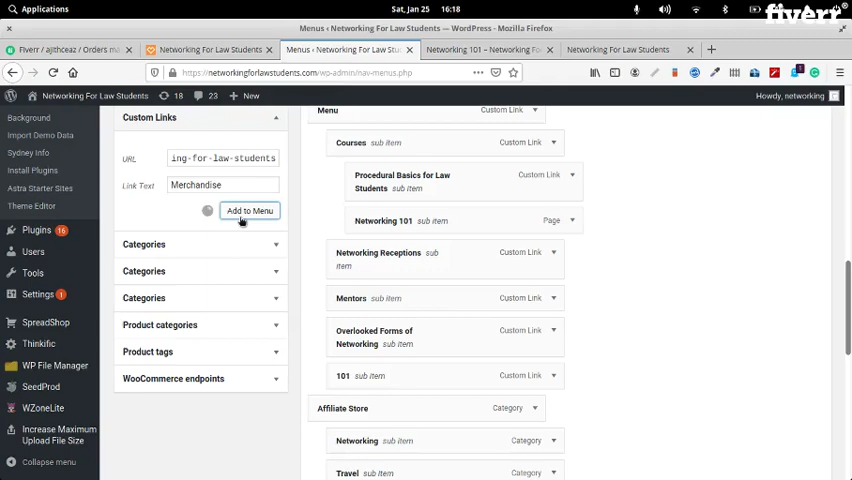 Applications
Sat, Jan 25 16:18
fiverr
Menus ‹ Networking For Law Students — WordPress - Mozilla Firefox
Fiverr / ajithceaz / Orders ma
Networking For Law Students
Menus ‹ Networking For Law Stu
Networking 101 – Networking Fo
Networking For Law Students
https://networkingforlawstudents.com/wp-admin/nav-menus.php
Networking For Law Students 18 23 New Howdy, networking
Background
Import Demo Data
Sydney Info
Install Plugins
Astra Starter Sites
Theme Editor
Plugins 16
Users
Tools
Settings 1
SpreadShop
Thinkific
WP File Manager
SeedProd
WZoneLite
Increase Maximum
Upload File Size
Collapse menu
Custom Links
URL ing-for-law-students
Link Text Merchandise
Add to Menu
Categories
Categories
Categories
Product categories
Product tags
WooCommerce endpoints
Menu Custom Link
Courses sub item Custom Link
Procedural Basics for Law Custom Link
Students sub item
Networking 101 sub item Page
Networking Receptions sub Custom Link
item
Mentors sub item Custom Link
Overlooked Forms of Custom Link
Networking sub item
101 sub item Custom Link
Affiliate Store Category
Networking sub item Category
Travel sub item Category